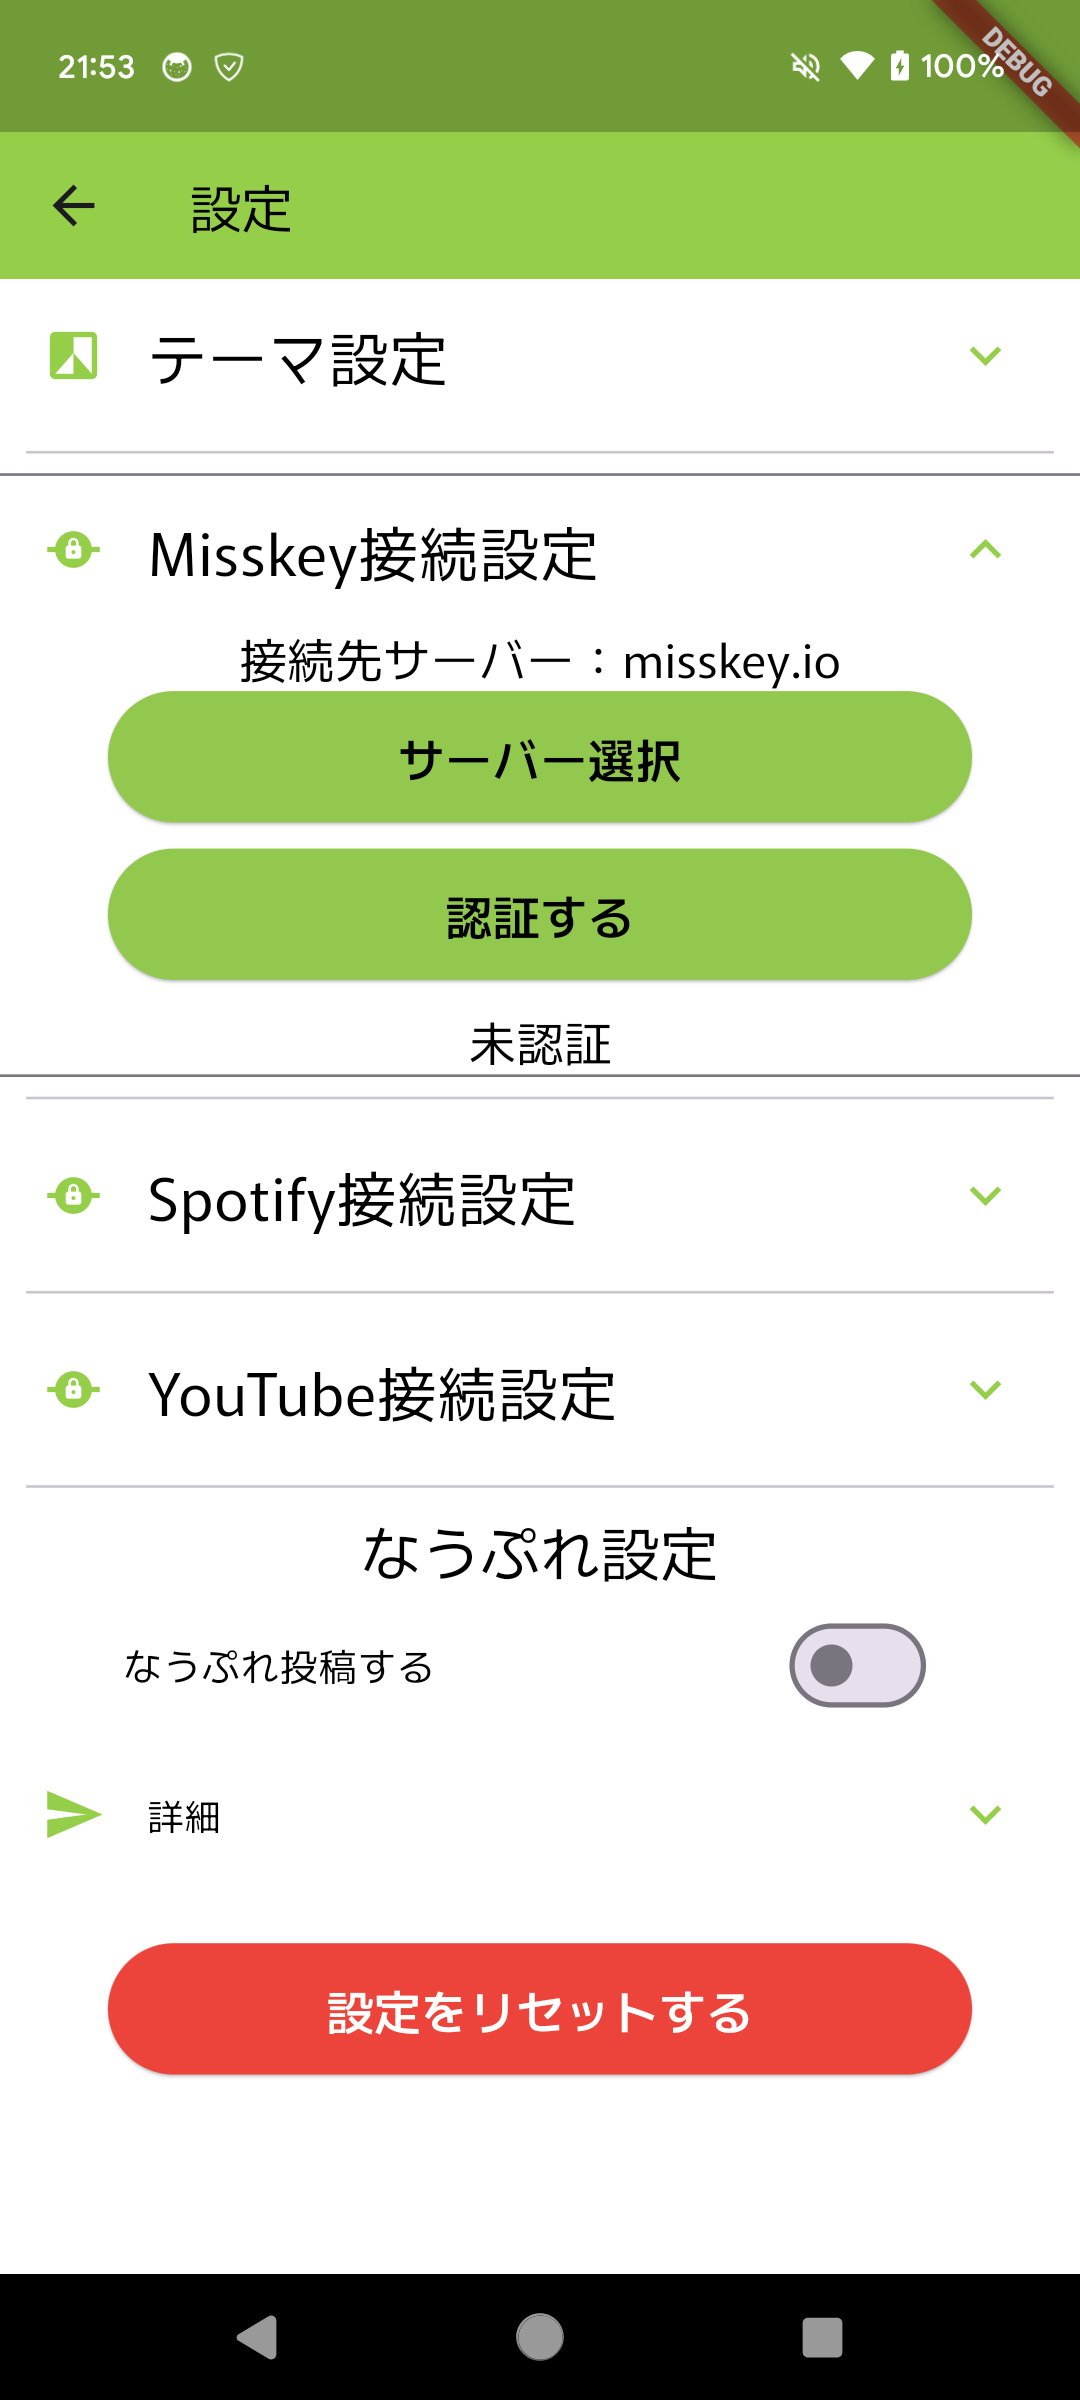 21:53
100%
DEBUG
設定
テーマ設定
Misskey接続設定
接続先サーバー：misskey.io
サーバー選択
認証する
未認証
Spotify接続設定
YouTube接続設定
なうぷれ設定
なうぷれ投稿する
詳細
設定をリセットする